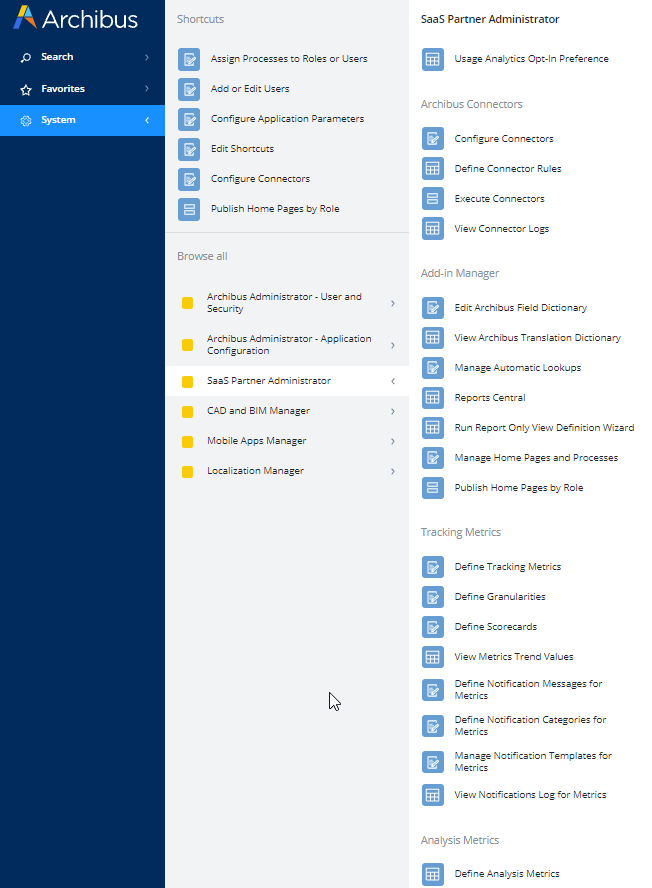 Archibus
Search
Favorites
System
Shortcuts
Assign Processes to Roles or Users
Add or Edit Users
Configure Application Parameters
Edit Shortcuts
Configure Connectors
Publish Home Pages by Role
Browse all
Archibus Administrator - User and
Security
Archibus Administrator - Application
Configuration
SaaS Partner Administrator
CAD and BIM Manager
Mobile Apps Manager
Localization Manager
SaaS Partner Administrator
Usage Analytics Opt-In Preference
Archibus Connectors
Configure Connectors
Define Connector Rules
Execute Connectors
View Connector Logs
Add-in Manager
Edit Archibus Field Dictionary
View Archibus Translation Dictionary
Manage Automatic Lookups
Reports Central
Run Report Only View Definition Wizard
Manage Home Pages and Processes
Publish Home Pages by Role
Tracking Metrics
Define Tracking Metrics
Define Granularities
Define Scorecards
View Metrics Trend Values
Define Notification Messages for
Metrics
Define Notification Categories for
Metrics
Manage Notification Templates for
Metrics
View Notifications Log for Metrics
Analysis Metrics
Define Analysis Metrics